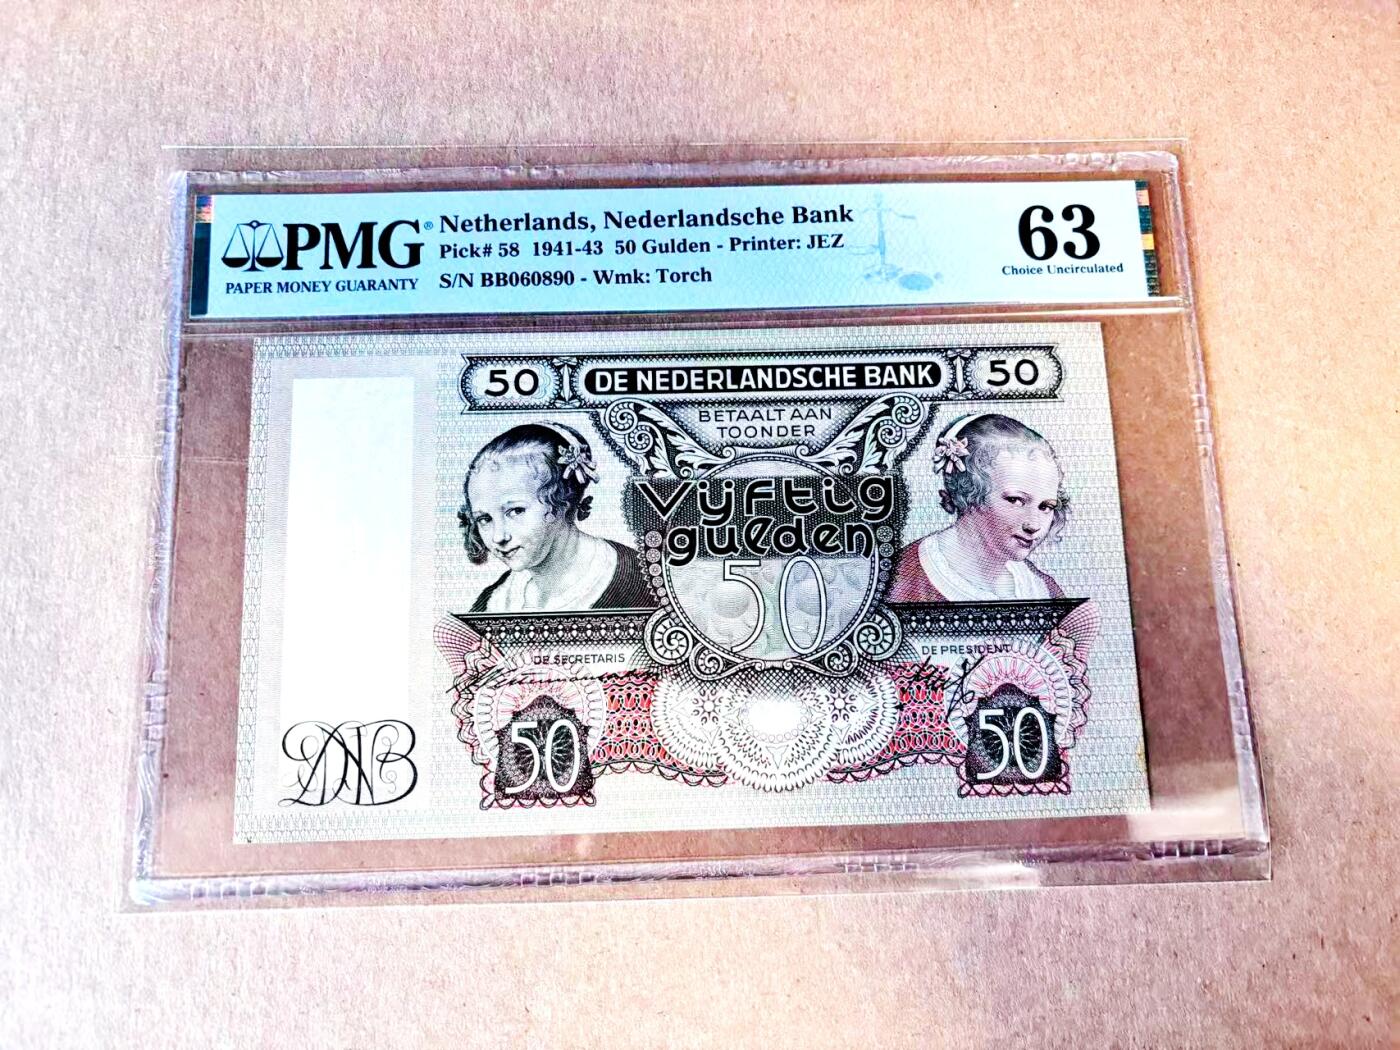 PMG®
PAPER MONEY GUARANTY
Netherlands, Nederlandsche Bank
Pick# 58 1941-43 50 Gulden - Printer: JEZ
S/N BB060890 - Wmk: Torch
63
Choice Uncirculated
50 DE NEDERLANDSCHE BANK 50
BETAALT AAN
TOONDER
Vijftig
gulden
50
DE SECRETARIS
DE PRESIDENT
50
50
DNB